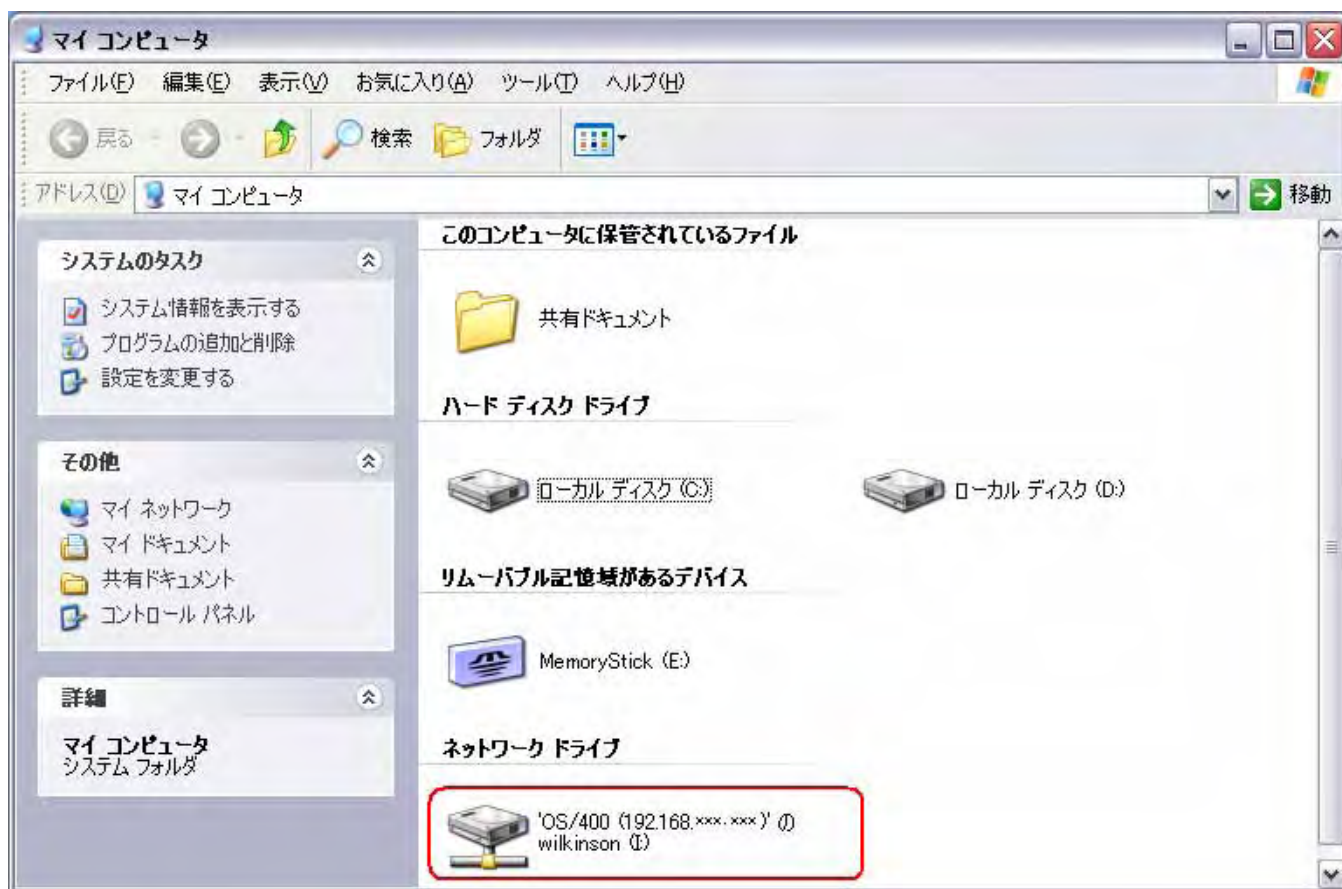 マイ コンピュータ
ファイル(F) 編集(E) 表示(V) お気に入り(A) ツール(T) ヘルプ(H)
戻る 検索 フォルダ
アドレス(D) マイ コンピュータ 移動
システムのタスク
システム情報を表示する
プログラムの追加と削除
設定を変更する
その他
マイ ネットワーク
マイ ドキュメント
共有ドキュメント
コントロール パネル
詳細
マイ コンピュータ
システム フォルダ
このコンピュータに保管されているファイル
共有ドキュメント
ハード ディスク ドライブ
ローカル ディスク (C:)
ローカル ディスク (D:)
リムーバブル記憶域があるデバイス
MemoryStick (E:)
ネットワーク ドライブ
'OS/400 (192.168.×××.×××)' の
wilkinson (I:)